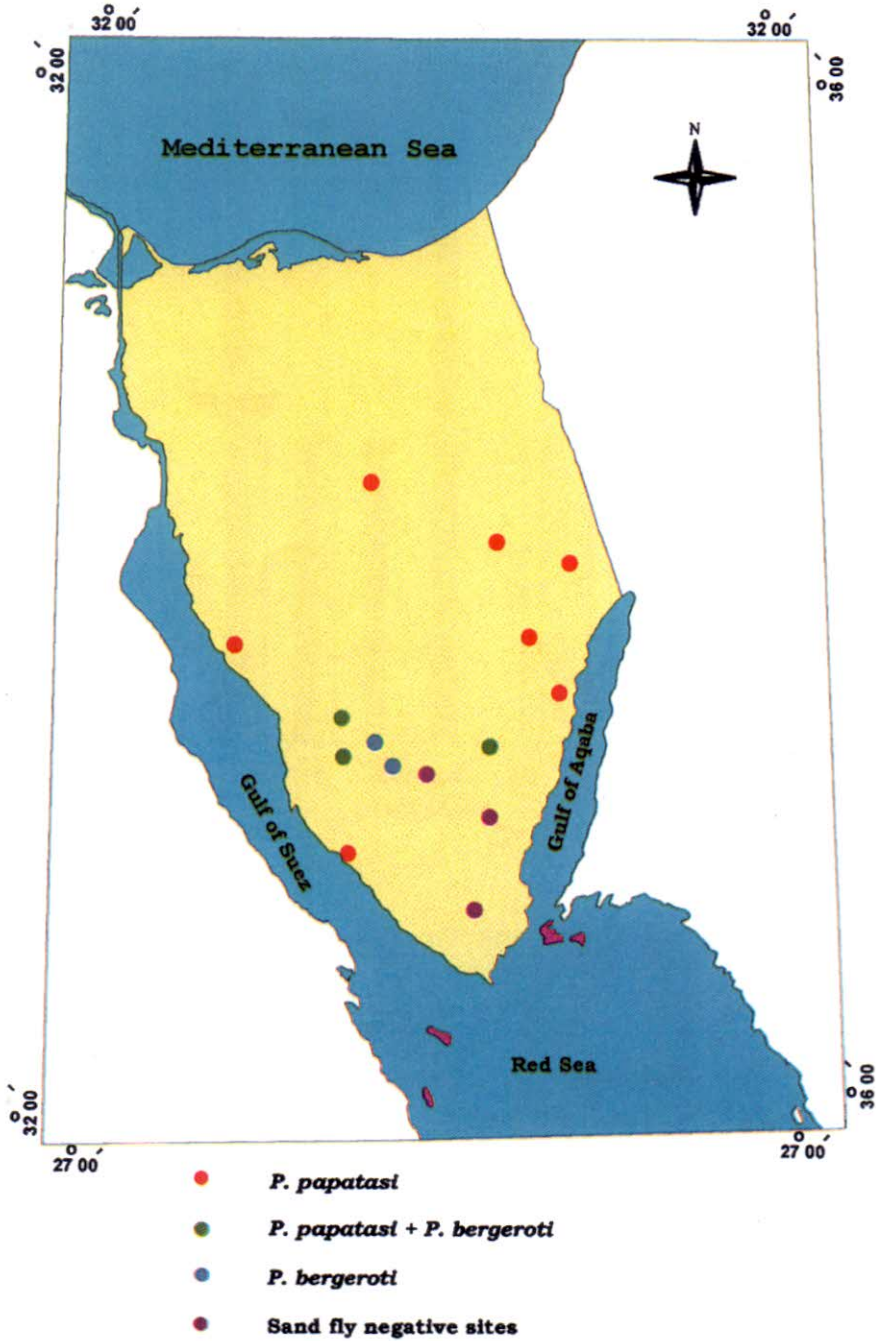 32 00
32 00
32 00
36 00
Mediterranean Sea
N
Gulf of Aqaba
Gulf of Suez
Red Sea
32 00
36 00
27 00
27 00
P. papatasi
P. papatasi + P. bergeroti
P. bergeroti
Sand fly negative sites